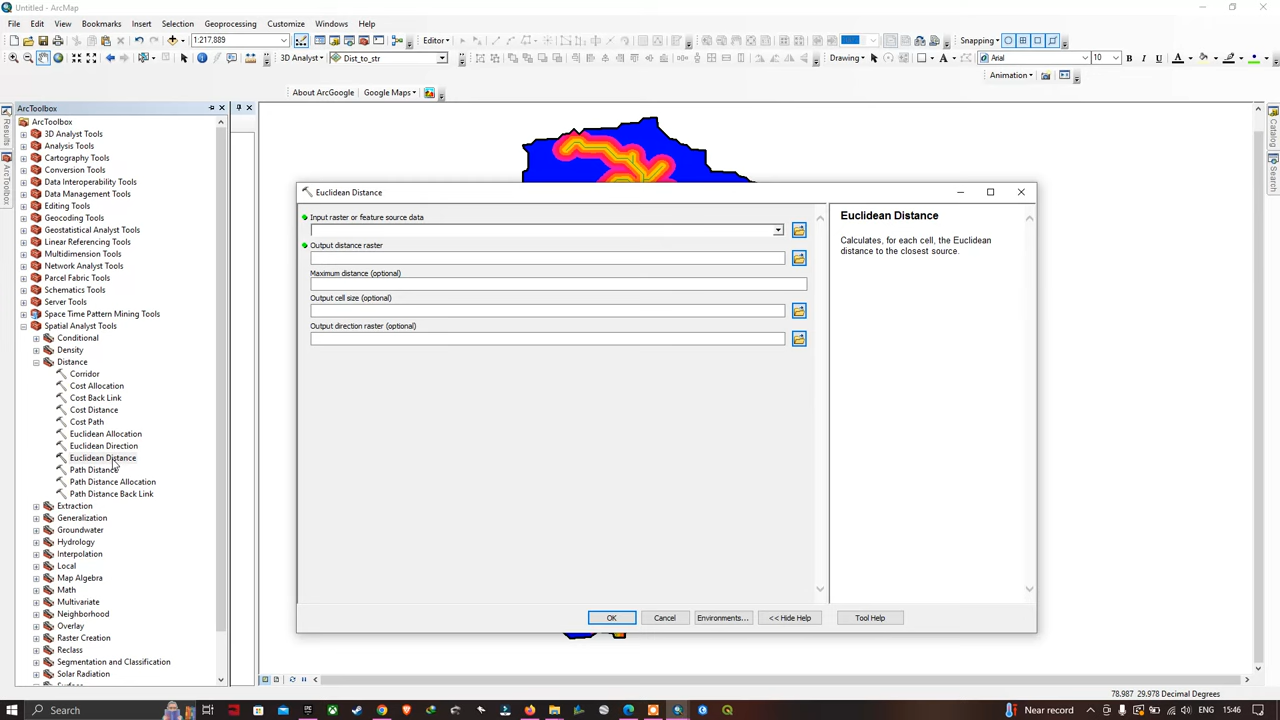 Untitled - ArcMap
File Edit View Bookmarks Insert Selection Geoprocessing Customize Windows Help
1:217.889 Editor Snapping
3D Analyst Dist_to_str Drawing A Arial 10 B I U A
Animation
About ArcGoogle Google Maps
ArcToolbox
ArcToolbox
3D Analyst Tools
Analysis Tools
Cartography Tools
Conversion Tools
Data Interoperability Tools
Data Management Tools
Editing Tools
Geocoding Tools
Geostatistical Analyst Tools
Linear Referencing Tools
Multidimension Tools
Network Analyst Tools
Parcel Fabric Tools
Schematics Tools
Server Tools
Space Time Pattern Mining Tools
Spatial Analyst Tools
Conditional
Density
Distance
Corridor
Cost Allocation
Cost Back Link
Cost Distance
Cost Path
Euclidean Allocation
Euclidean Direction
Euclidean Distance
Path Distance
Path Distance Allocation
Path Distance Back Link
Extraction
Generalization
Groundwater
Hydrology
Interpolation
Local
Map Algebra
Math
Multivariate
Neighborhood
Overlay
Raster Creation
Reclass
Segmentation and Classification
Solar Radiation
Results
ArcToolbox
Euclidean Distance
Input raster or feature source data
Output distance raster
Maximum distance (optional)
Output cell size (optional)
Output direction raster (optional)
OK Cancel Environments... << Hide Help Tool Help
Euclidean Distance
Calculates, for each cell, the Euclidean
distance to the closest source.
Catalog
Search
78.987 29.978 Decimal Degrees
Search Near record ENG 15:46